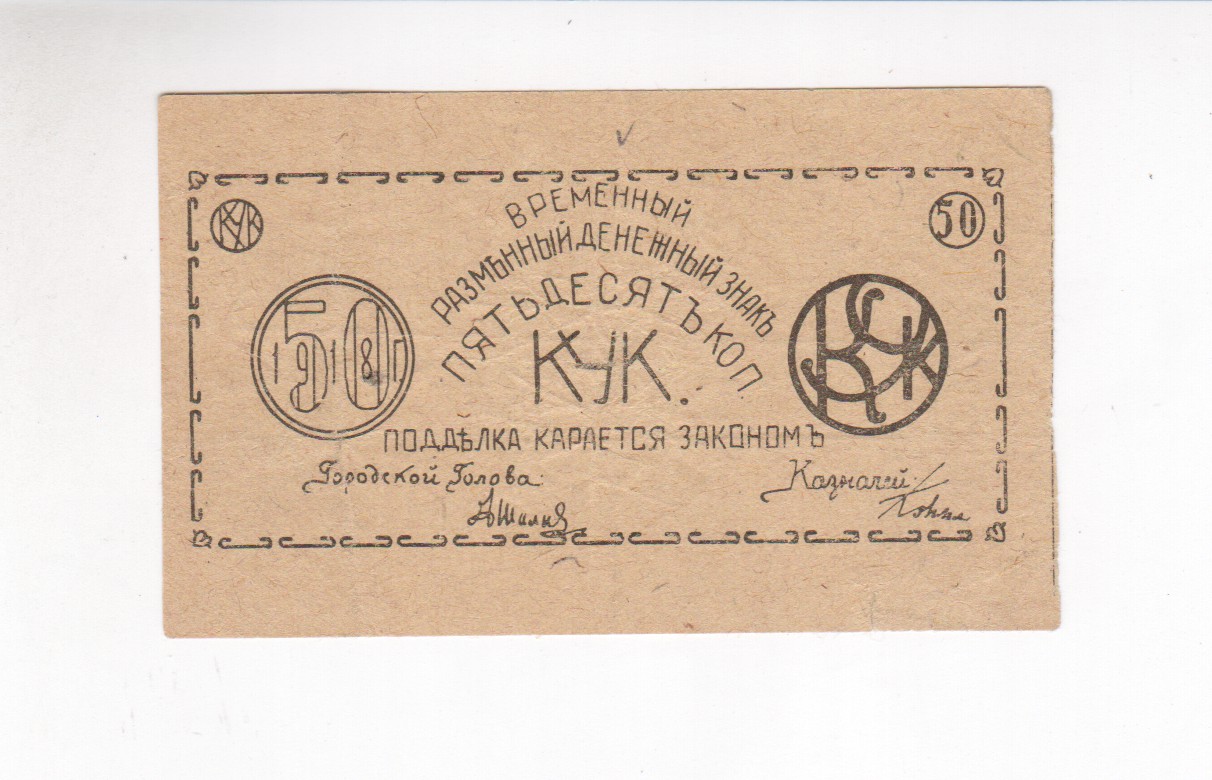 КУК
50
ВРЕМЕННЫЙ
РАЗМѢННЫЙ ДЕНЕЖНЫЙ ЗНАКЪ
ПЯТЬДЕСЯТЪ КОП
КУК.
50
1918 г
КУК
ПОДДѢЛКА КАРАЕТСЯ ЗАКОНОМЪ
Городской Голова:
Казначей: